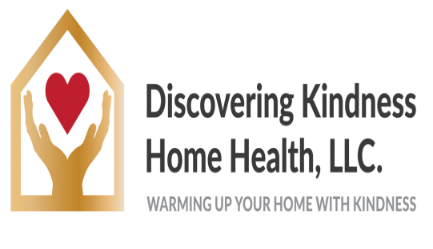 Discovering Kindness
Home Health, LLC.
WARMING UP YOUR HOME WITH KINDNESS